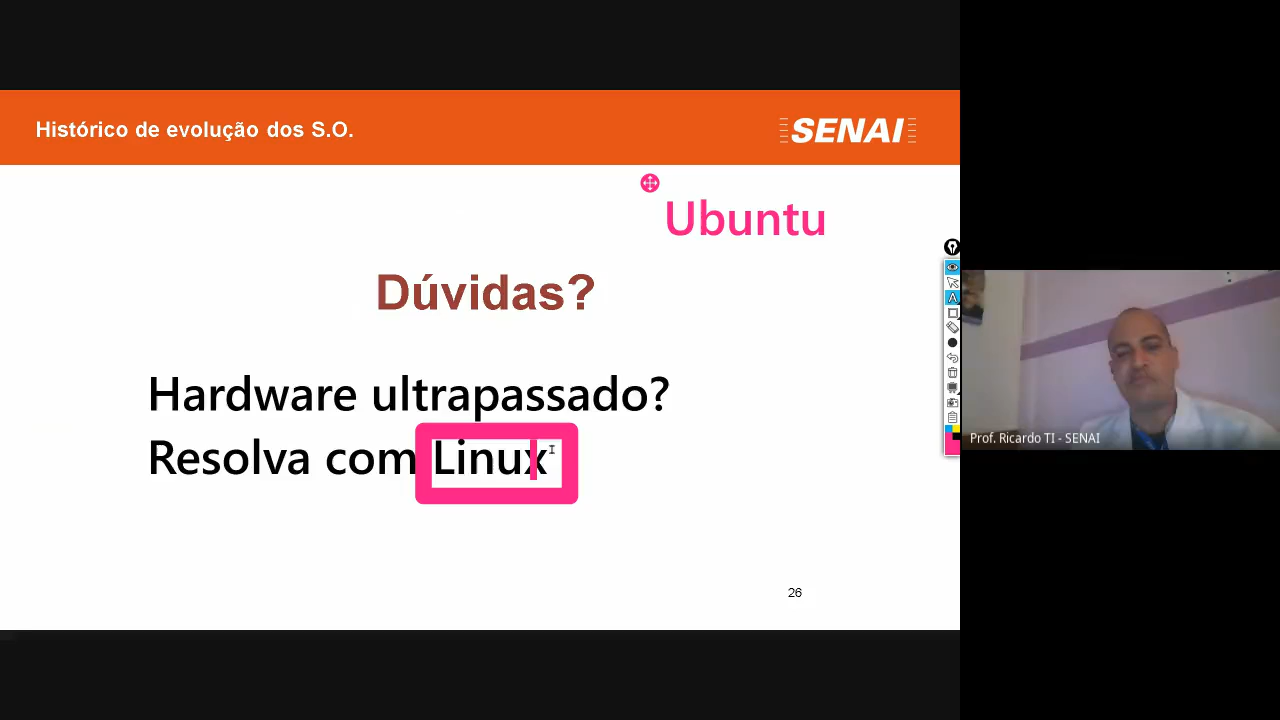 Histórico de evolução dos S.O.
SENAI
Ubuntu
Dúvidas?
Hardware ultrapassado?
Resolva com Linux
Prof. Ricardo TI - SENAI
26